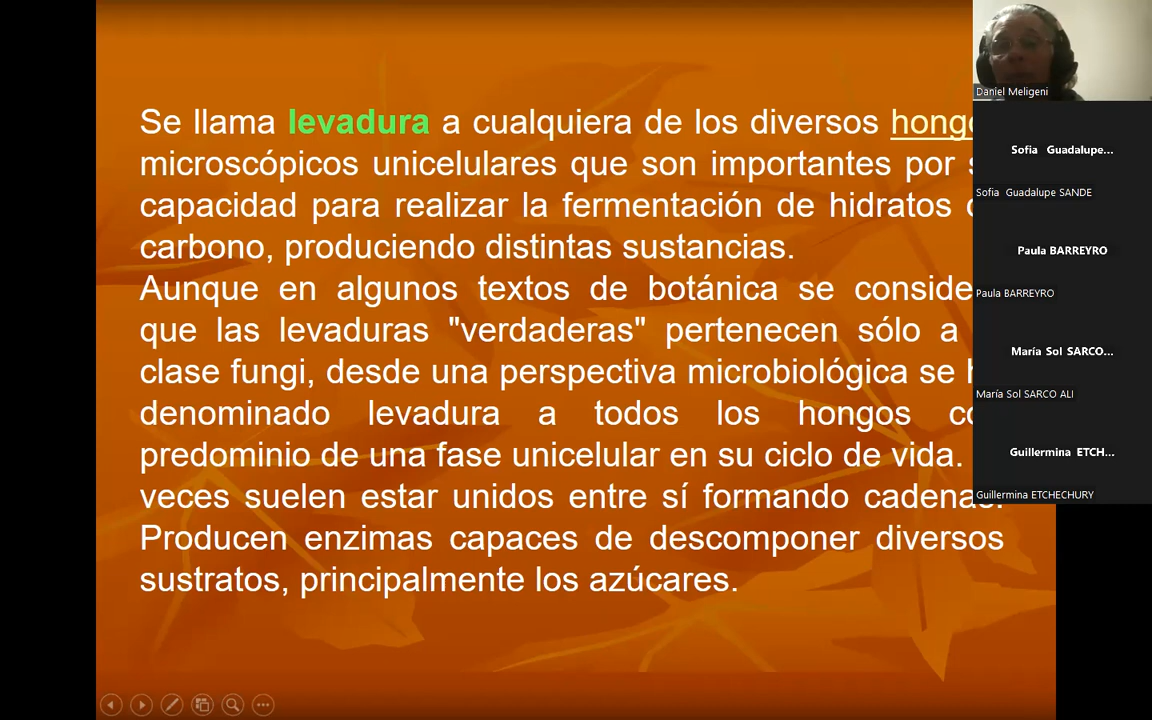 Se llama levadura a cualquiera de los diversos
microscópicos unicelulares que son importantes por
capacidad para realizar la fermentación de hidratos
carbono, produciendo distintas sustancias.
Aunque en algunos textos de botánica se
que las levaduras "verdaderas" pertenecen sólo a
clase fungi, desde una perspectiva microbiológica se
denominado levadura a todos los hongos
predominio de una fase unicelular en su ciclo de vida.
veces suelen estar unidos entre sí formando cadenas.
Producen enzimas capaces de descomponer diversos
sustratos, principalmente los azúcares.
Daniel Meligeni
Sofia Guadalupe...
Sofia Guadalupe SANDE
Paula BARREYRO
Paula BARREYRO
María Sol SARCO...
María Sol SARCO ALI
Guillermina ETCH...
Guillermina ETCHECHURY